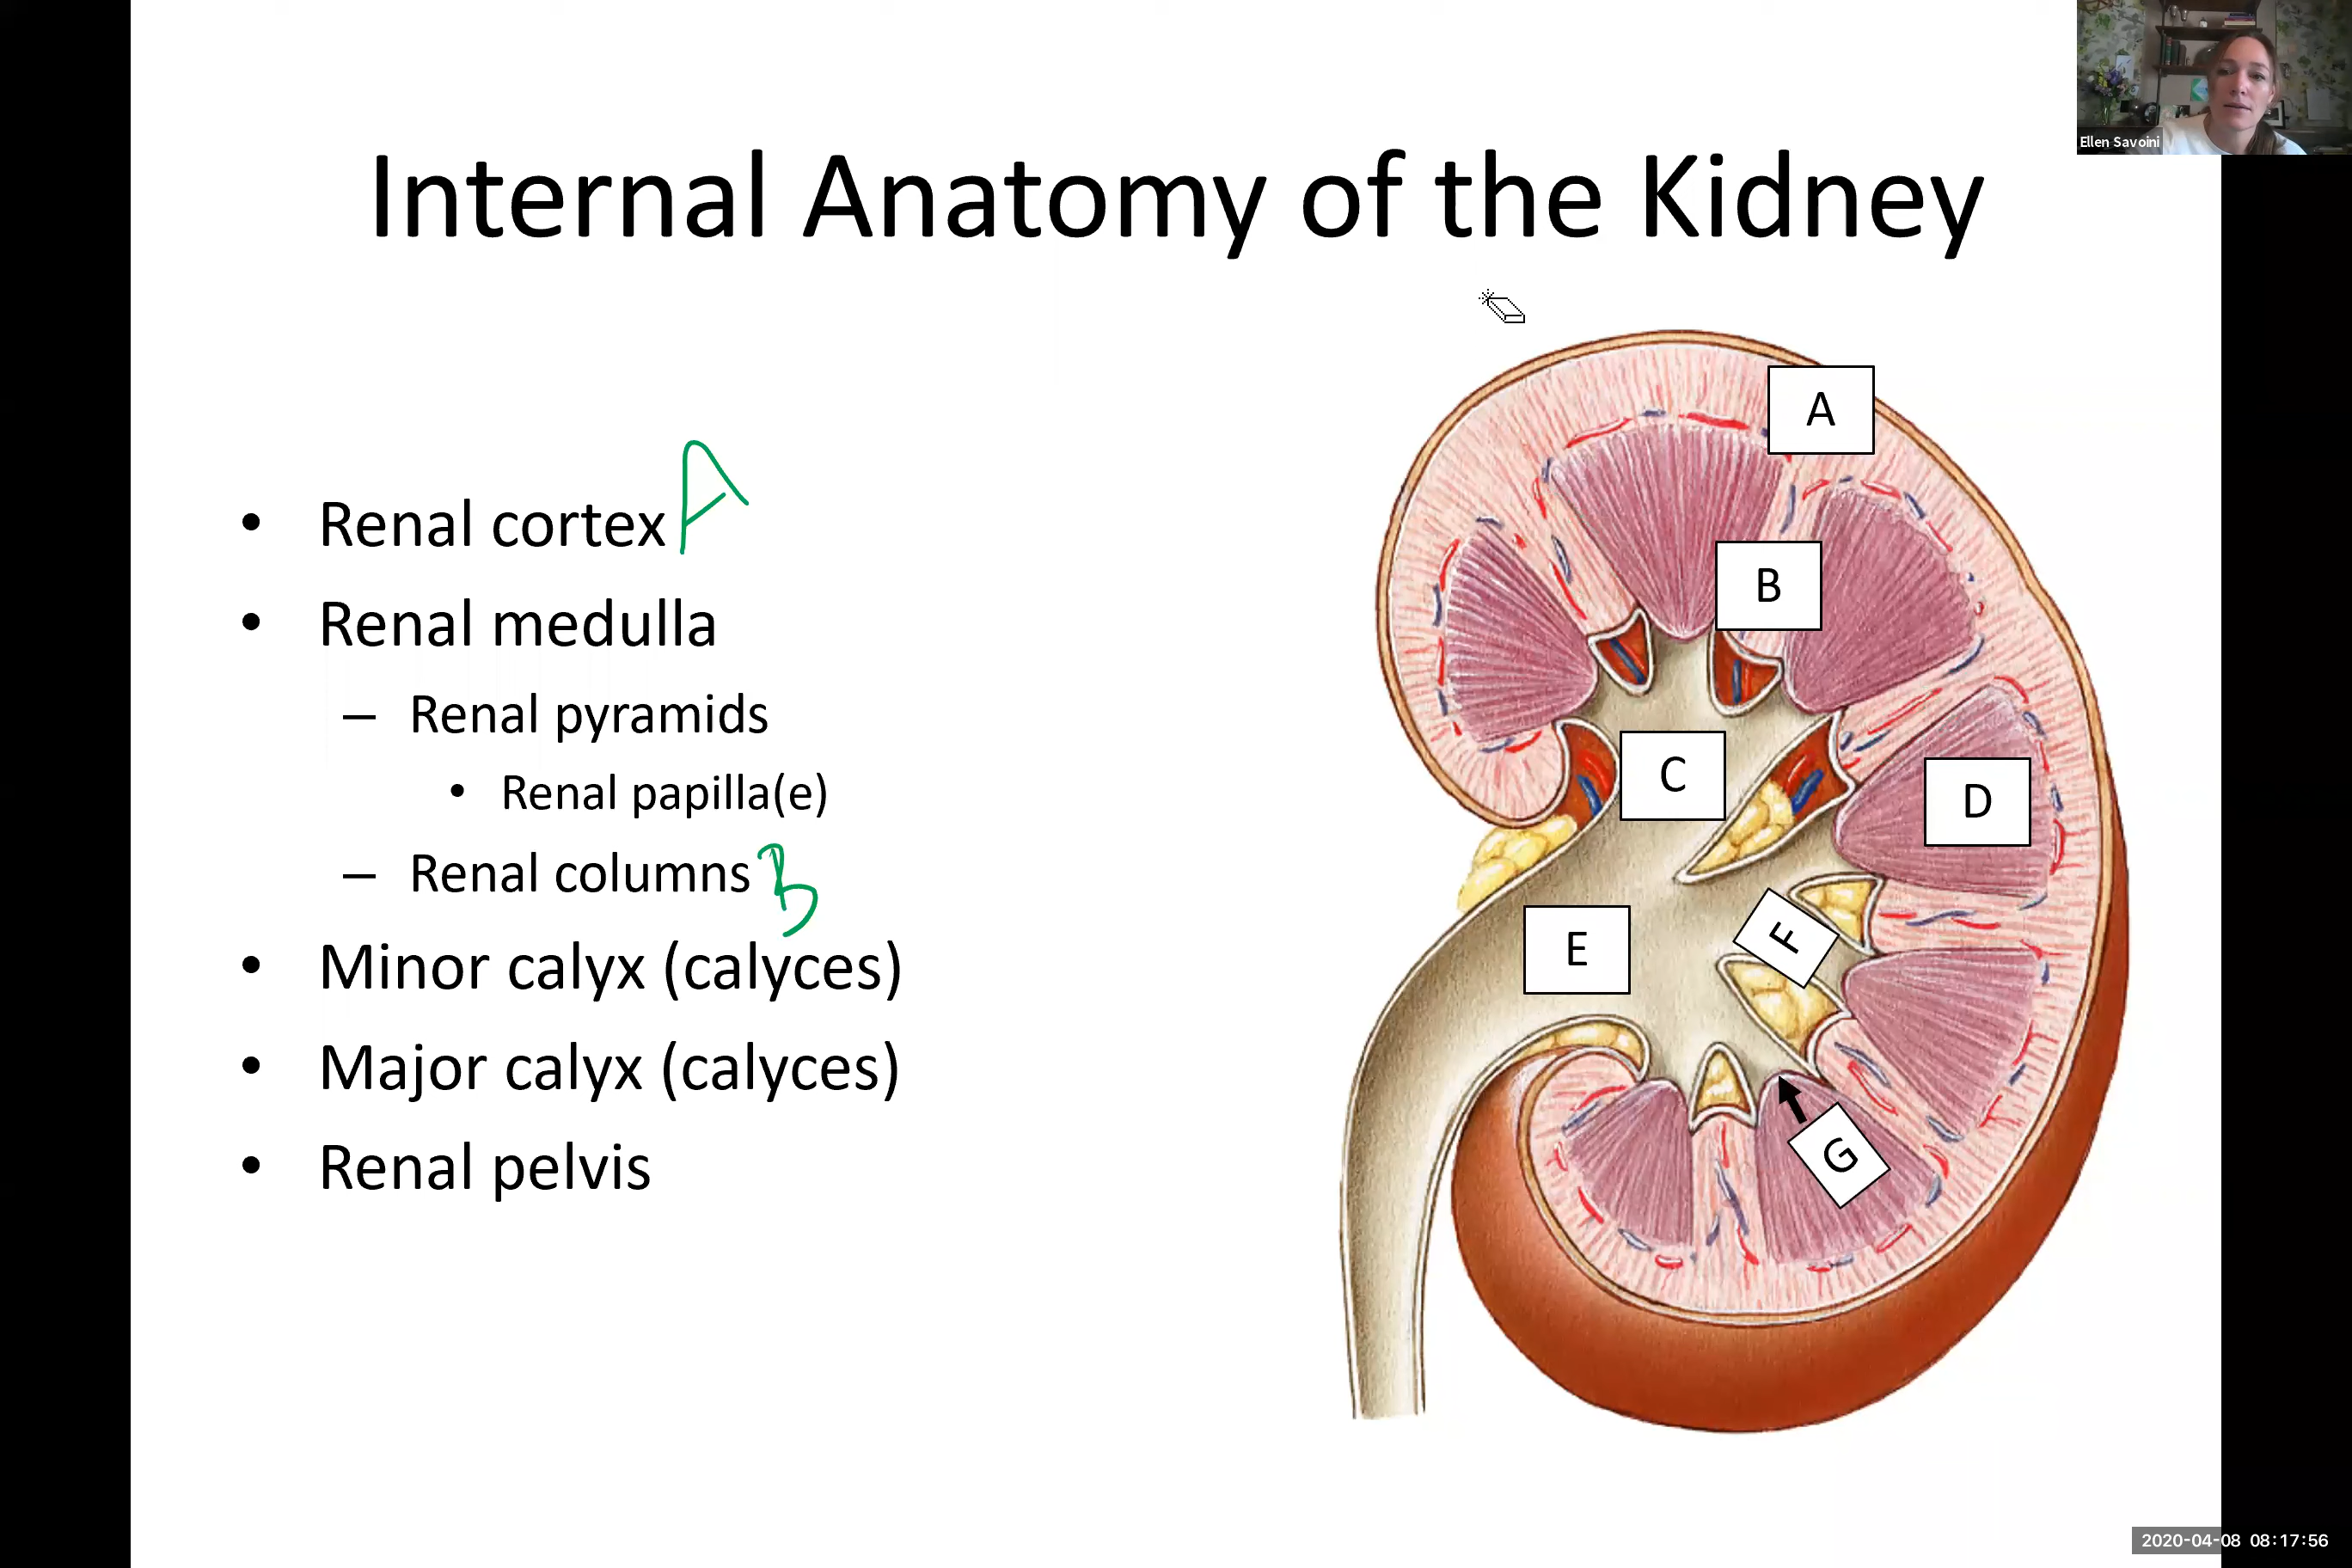 Ellen Savoini
Internal Anatomy of the Kidney
• Renal cortex A
• Renal medulla
– Renal pyramids
• Renal papilla(e)
– Renal columns B
• Minor calyx (calyces)
• Major calyx (calyces)
• Renal pelvis
A
B
C
D
E
F
G
2020-04-08 08:17:56